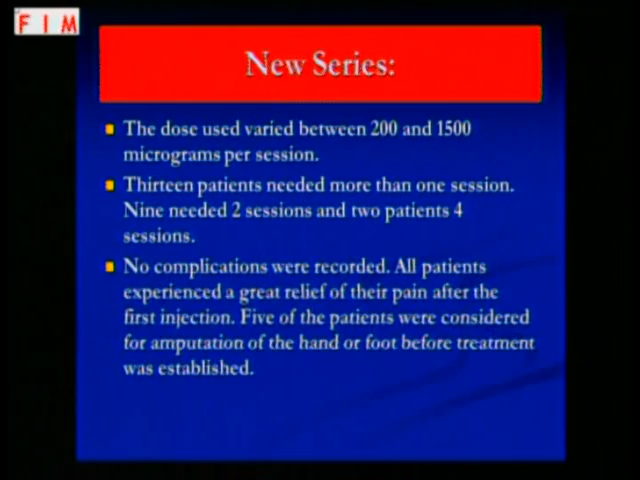 FIM
New Series:
The dose used varied between 200 and 1500
micrograms per session.
Thirteen patients needed more than one session.
Nine needed 2 sessions and two patients 4
sessions.
No complications were recorded. All patients
experienced a great relief of their pain after the
first injection. Five of the patients were considered
for amputation of the hand or foot before treatment
was established.